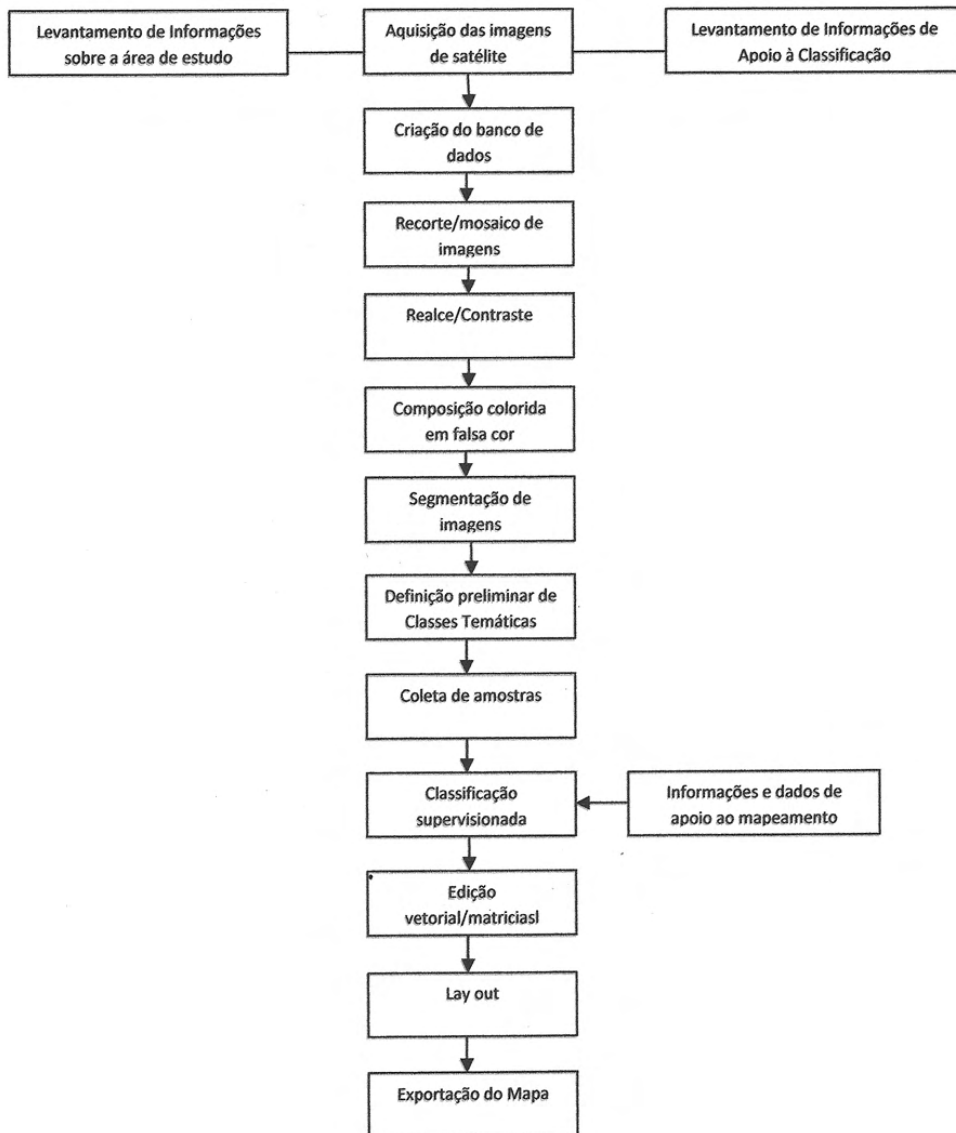 Levantamento de Informações
sobre a área de estudo
Aquisição das imagens
de satélite
Levantamento de Informações de
Apoio à Classificação
Criação do banco de
dados
Recorte/mosaico de
imagens
Realce/Contraste
Composição colorida
em falsa cor
Segmentação de
imagens
Definição preliminar de
Classes Temáticas
Coleta de amostras
Classificação
supervisionada
Informações e dados de
apoio ao mapeamento
Edição
vetorial/matriciasl
Lay out
Exportação do Mapa